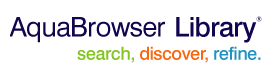 AquaBrowser Library®
search, discover, refine.